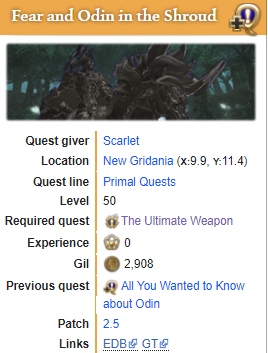 Fear and Odin in the Shroud
Quest giver Scarlet
Location New Gridania (X:9.9, Y:11.4)
Quest line Primal Quests
Level 50
Required quest The Ultimate Weapon
Experience 0
Gil 2,908
Previous quest All You Wanted to Know
about Odin
Patch 2.5
Links EDB GT